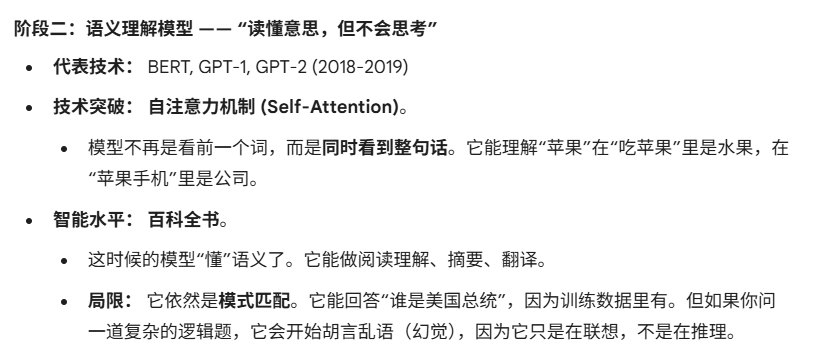 阶段二：语义理解模型 —— “读懂意思，但不会思考”
代表技术： BERT, GPT-1, GPT-2 (2018-2019)
技术突破： 自注意力机制 (Self-Attention)。
模型不再是看前一个词，而是同时看到整句话。它能理解“苹果”在“吃苹果”里是水果，在
“苹果手机”里是公司。
智能水平： 百科全书。
这时候的模型“懂”语义了。它能做阅读理解、摘要、翻译。
局限： 它依然是模式匹配。它能回答“谁是美国总统”，因为训练数据里有。但如果你问
一道复杂的逻辑题，它会开始胡言乱语（幻觉），因为它只是在联想，不是在推理。